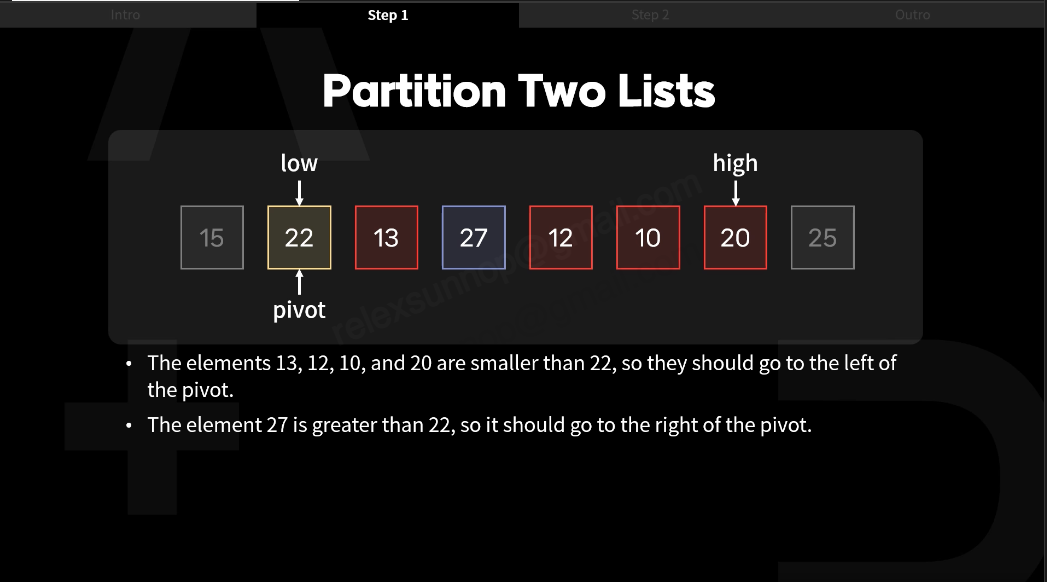 Intro
Step 1
Step 2
Outro
Partition Two Lists
low
high
15
22
13
27
12
10
20
25
pivot
relexsunhop@gmail.com
• The elements 13, 12, 10, and 20 are smaller than 22, so they should go to the left of
the pivot.
• The element 27 is greater than 22, so it should go to the right of the pivot.